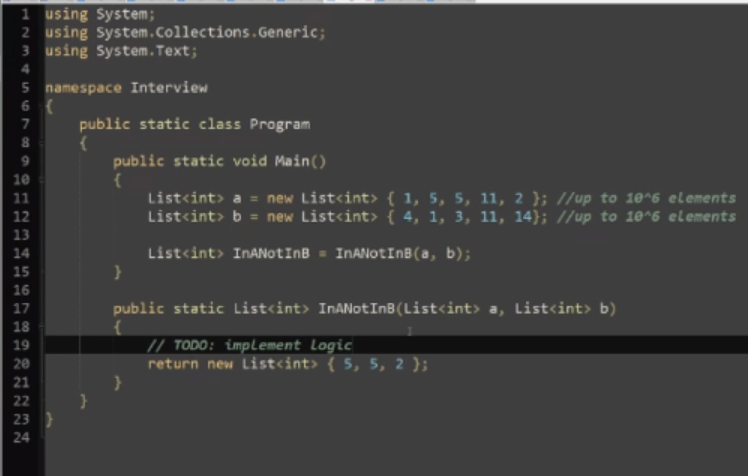 1 using System;
2 using System.Collections.Generic;
3 using System.Text;
4
5 namespace Interview
6 {
7 public static class Program
8 {
9 public static void Main()
10 {
11 List<int> a = new List<int> { 1, 5, 5, 11, 2 }; //up to 10^6 elements
12 List<int> b = new List<int> { 4, 1, 3, 11, 14}; //up to 10^6 elements
13
14 List<int> InANotInB = InANotInB(a, b);
15 }
16
17 public static List<int> InANotInB(List<int> a, List<int> b)
18 {
19 // TODO: implement logic
20 return new List<int> { 5, 5, 2 };
21 }
22 }
23 }
24